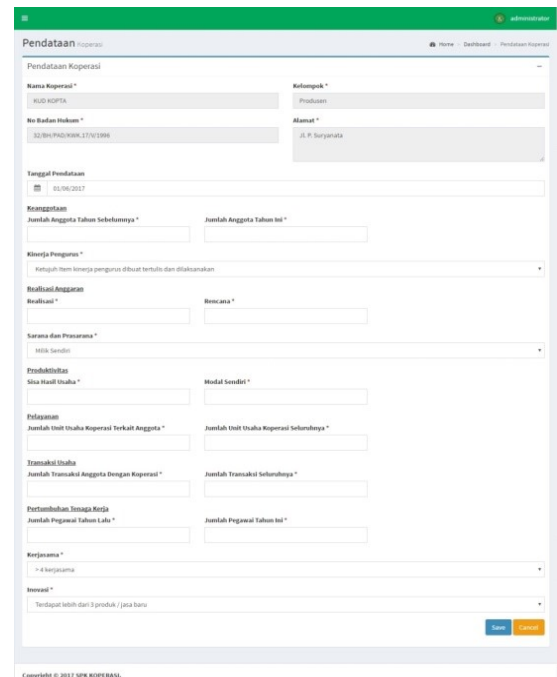 administrator
Pendataan Koperasi
Home > Dashboard > Pendataan Koperasi
Pendataan Koperasi
Nama Koperasi *
Kelompok *
KUD KOPTA
Produsen
No Badan Hukum *
Alamat *
32/BH/PAD/KWK.17/V/1996
Jl. P. Suryanata
Tanggal Pendataan
01/06/2017
Keanggotaan
Jumlah Anggota Tahun Sebelumnya *
Jumlah Anggota Tahun Ini *
Kinerja Pengurus *
Ketujuh item kinerja pengurus dibuat tertulis dan dilaksanakan
Realisasi Anggaran
Realisasi *
Rencana *
Sarana dan Prasarana *
Milik Sendiri
Produktivitas
Sisa Hasil Usaha *
Modal Sendiri *
Pelayanan
Jumlah Unit Usaha Koperasi Terkait Anggota *
Jumlah Unit Usaha Koperasi Seluruhnya *
Transaksi Usaha
Jumlah Transaksi Anggota Dengan Koperasi *
Jumlah Transaksi Seluruhnya *
Pertumbuhan Tenaga Kerja
Jumlah Pegawai Tahun Lalu *
Jumlah Pegawai Tahun Ini *
Kerjasama *
4 kerjasama
Inovasi *
Terdapat lebih dari 3 produk / jasa baru
Save
Cancel
Copyright © 2017 SPK KOPERASI.